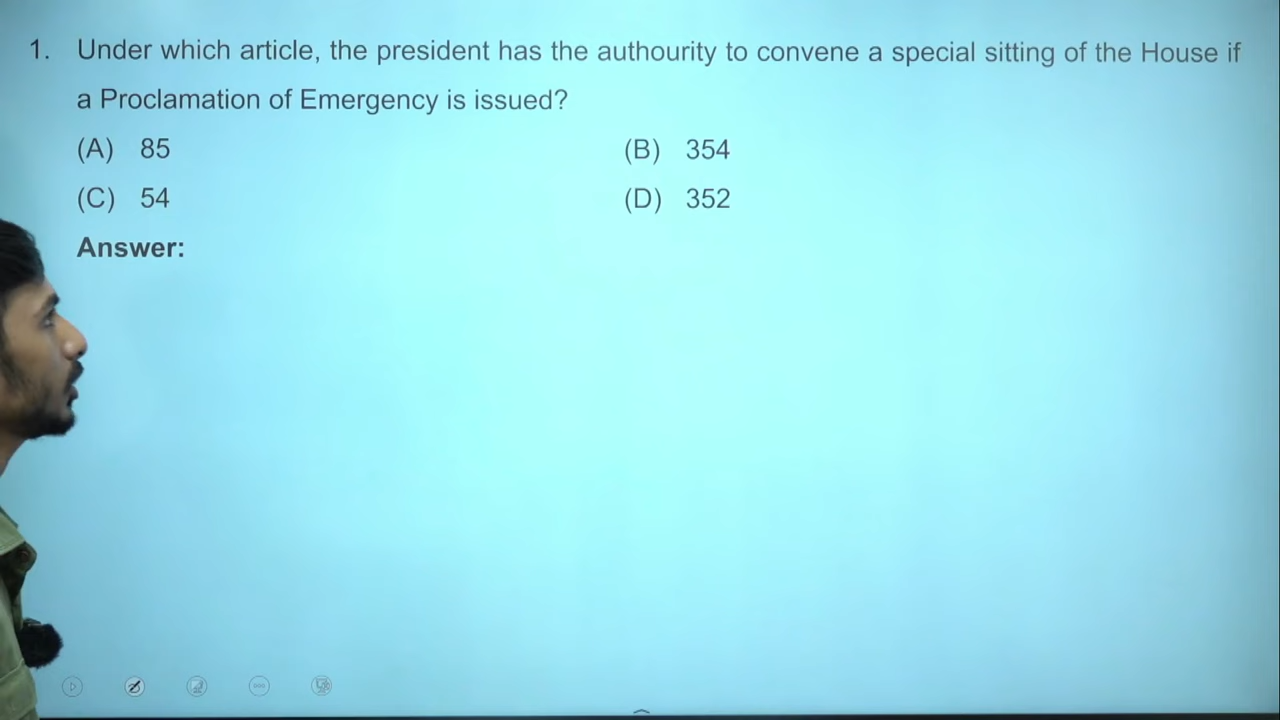 1. Under which article, the president has the authourity to convene a special sitting of the House if
a Proclamation of Emergency is issued?
(A) 85 (B) 354
(C) 54 (D) 352
Answer: